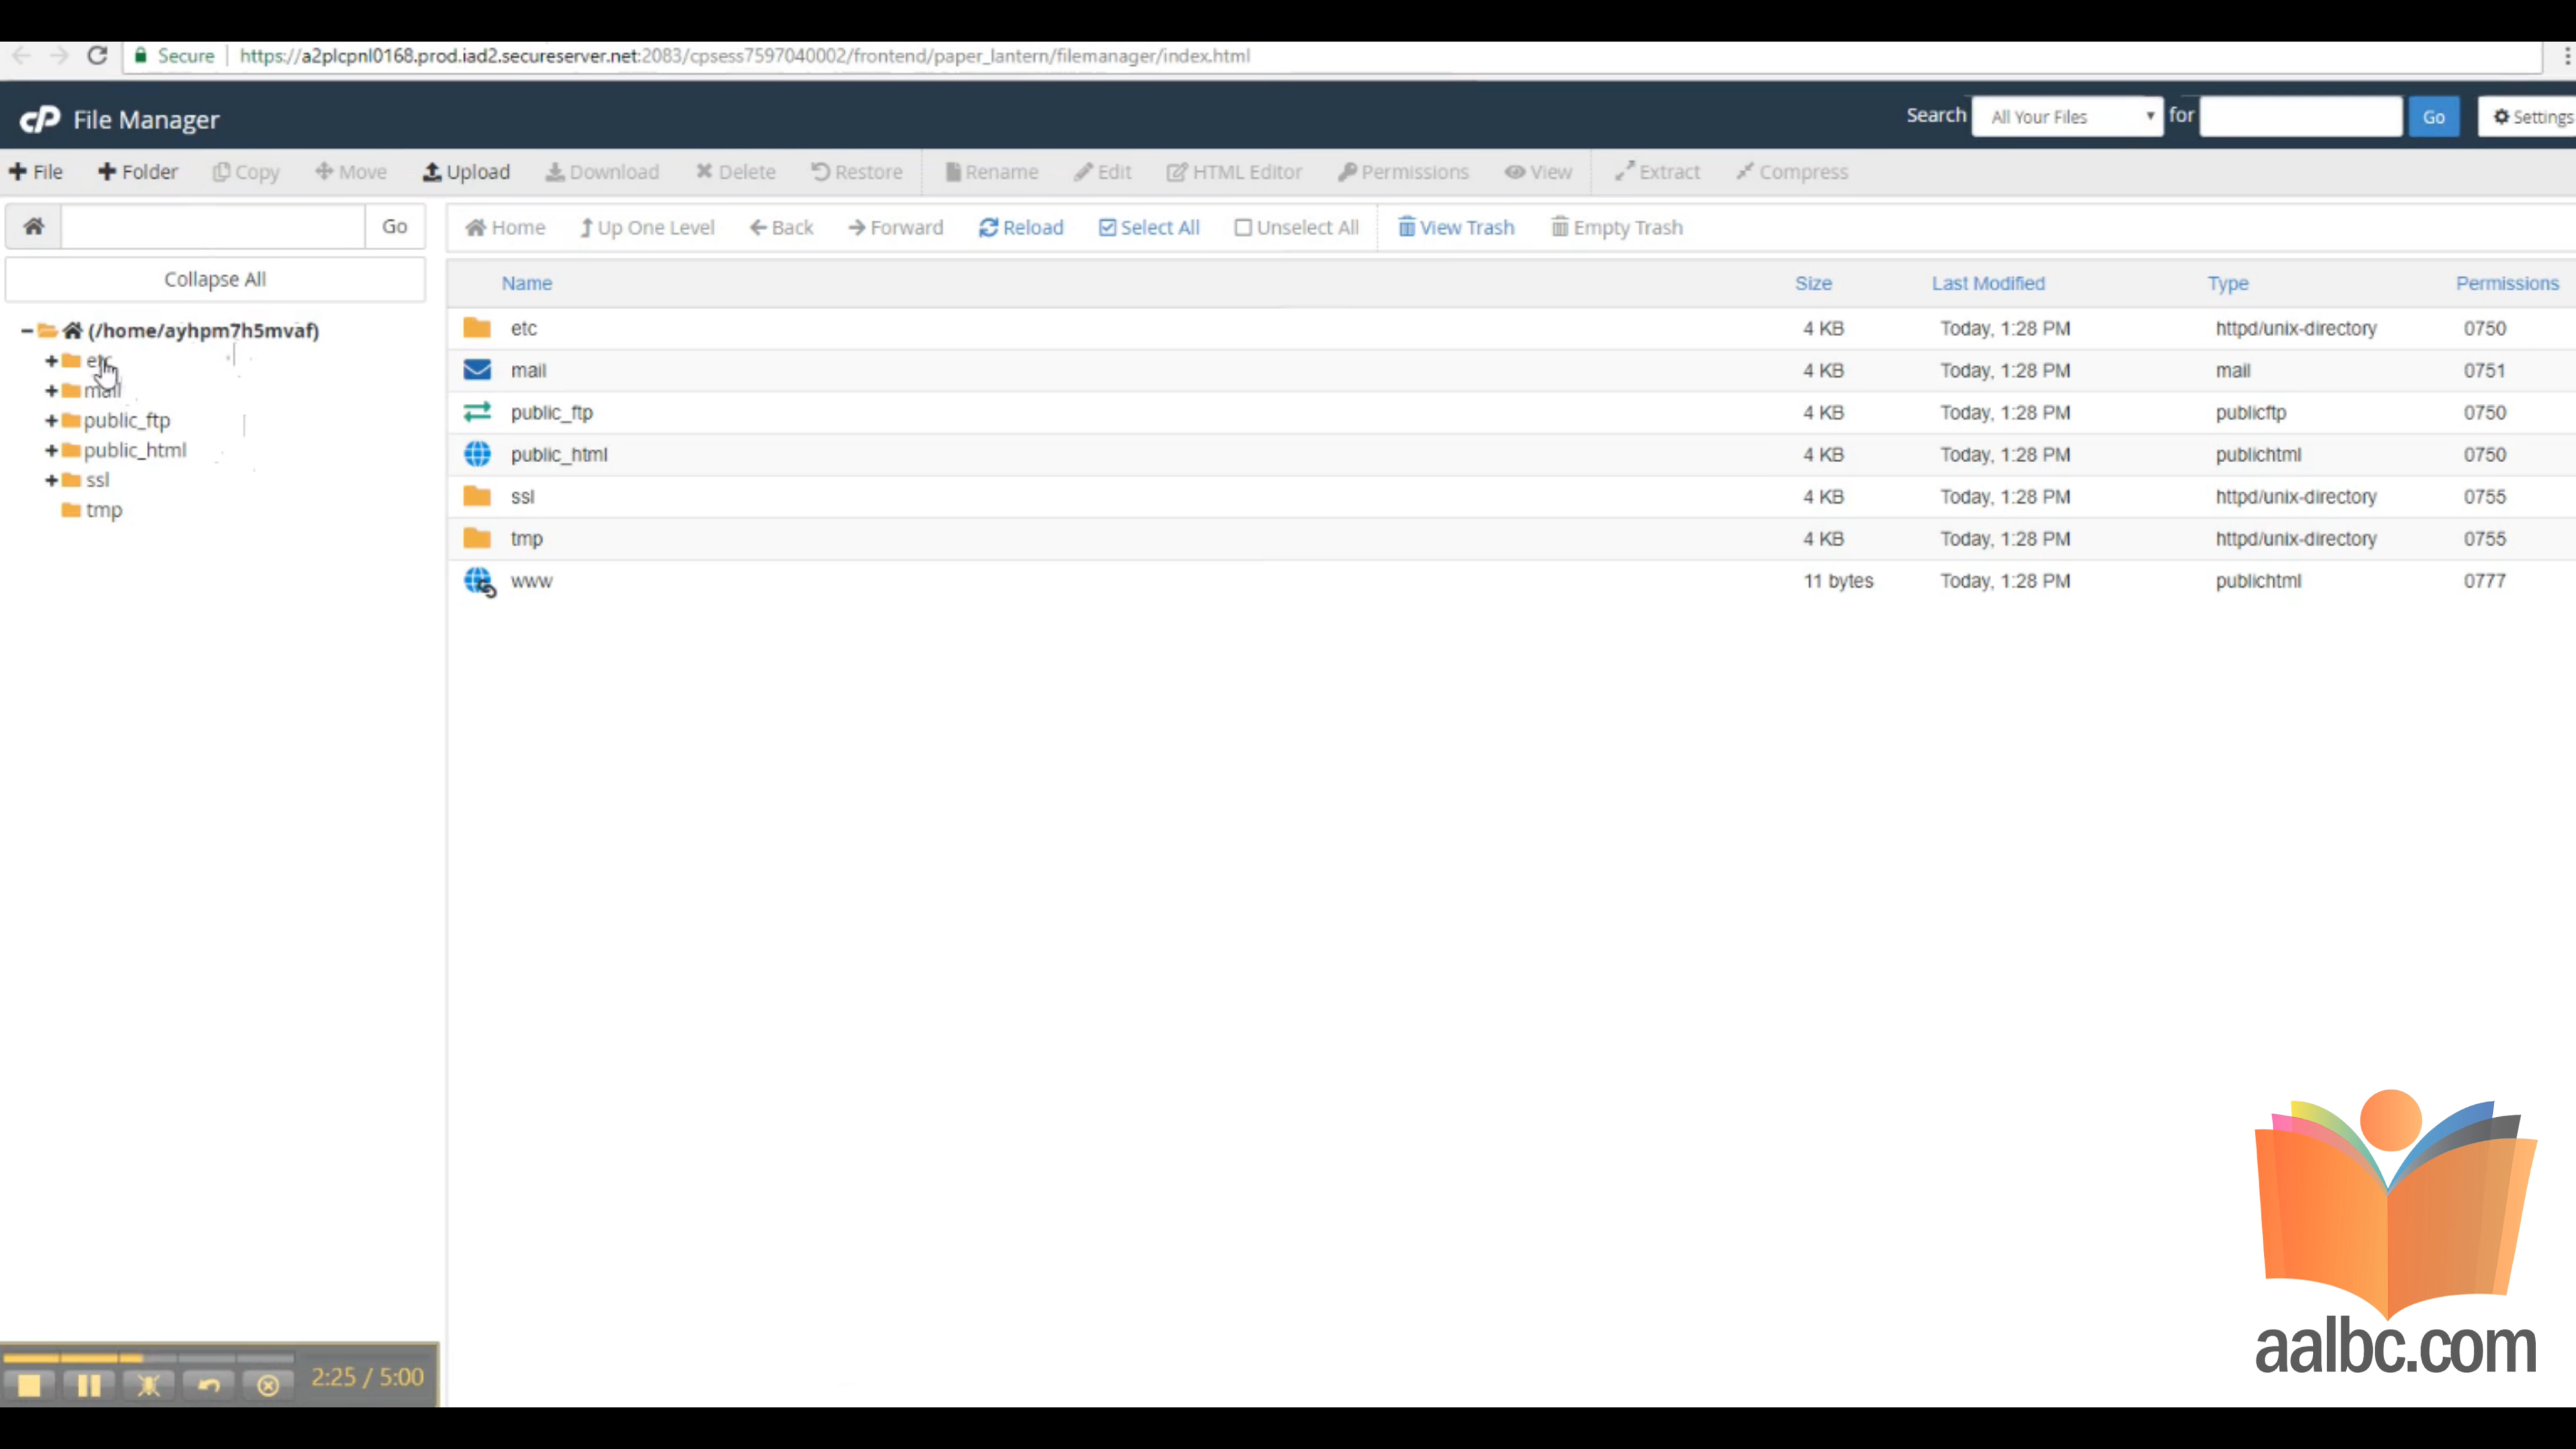 Secure | https://a2plcpnl0168.prod.iad2.secureserver.net:2083/cpsess7597040002/frontend/paper_lantern/filemanager/index.html
cP File Manager
Search All Your Files for Go Settings
File Folder Copy Move Upload Download Delete Restore Rename Edit HTML Editor Permissions View Extract Compress
Go Home Up One Level Back Forward Reload Select All Unselect All View Trash Empty Trash
Collapse All
(/home/ayhpm7h5mvaf)
etc
mail
public_ftp
public_html
ssl
tmp
Name Size Last Modified Type Permissions
etc 4 KB Today, 1:28 PM httpd/unix-directory 0750
mail 4 KB Today, 1:28 PM mail 0751
public_ftp 4 KB Today, 1:28 PM publicftp 0750
public_html 4 KB Today, 1:28 PM publichtml 0750
ssl 4 KB Today, 1:28 PM httpd/unix-directory 0755
tmp 4 KB Today, 1:28 PM httpd/unix-directory 0755
www 11 bytes Today, 1:28 PM publichtml 0777
2:25 / 5:00
aalbc.com